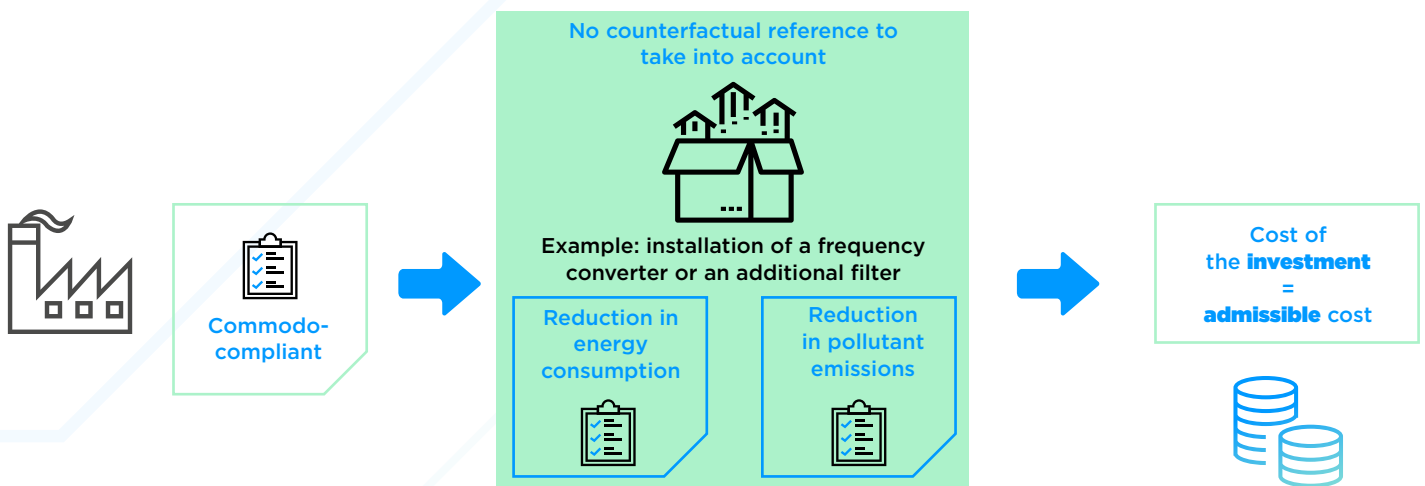 No counterfactual reference to
take into account
Example: installation of a frequency
converter or an additional filter
Commodo-
compliant
Reduction in
energy
consumption
Reduction
in pollutant
emissions
Cost of
the investment
=
admissible cost